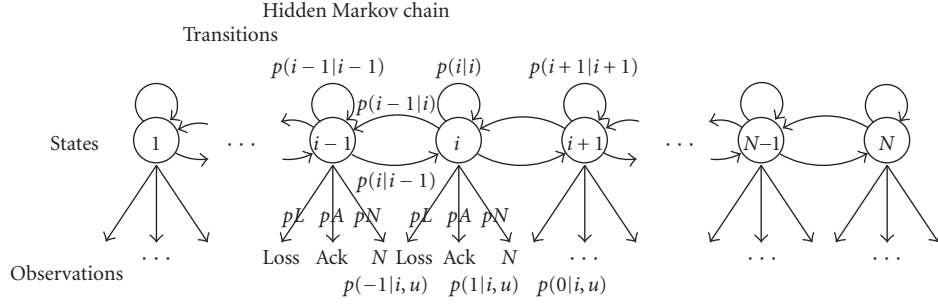 Hidden Markov chain
Transitions
p(i − 1|i − 1) p(i|i) p(i + 1|i + 1)
p(i − 1|i)
States 1 · · · i − 1 i i + 1 · · · N−1 N
p(i|i − 1)
pL pA pN pL pA pN
· · · Loss Ack N Loss Ack N · · · · · · · · ·
Observations
p(−1|i, u) p(1|i, u) p(0|i, u)